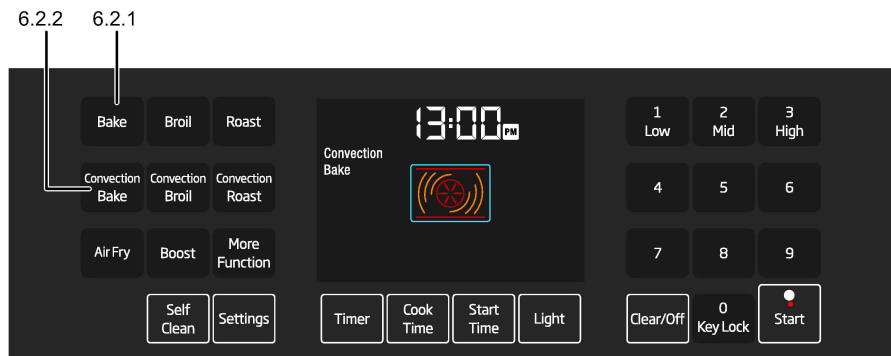 6.2.2 6.2.1
Bake Broil Roast
Convection Bake
Convection Broil
Convection Roast
Air Fry Boost
More Function
Self Clean
Settings
13:00 PM
Convection
Bake
Timer
Cook Time
Start Time
Light
1 Low
2 Mid
3 High
4 5 6
7 8 9
Clear/Off
0 Key Lock
Start